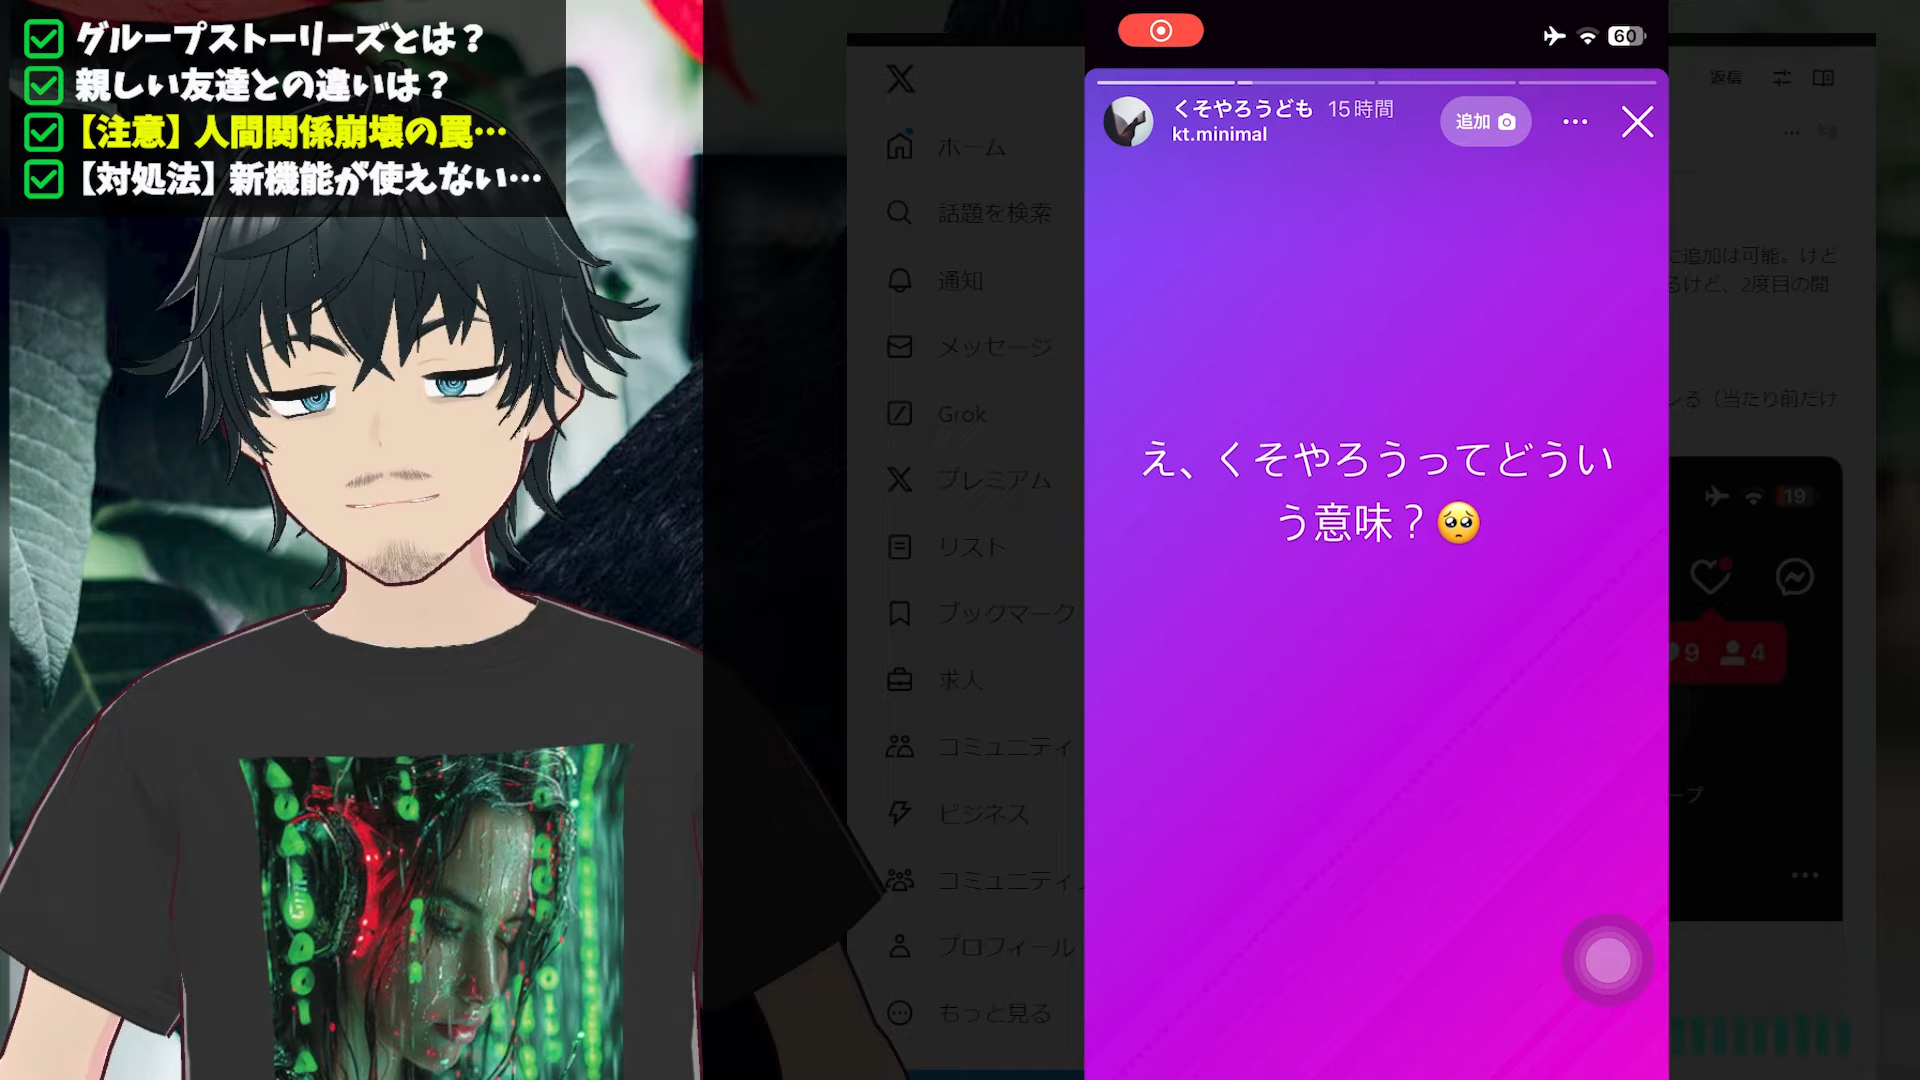 グループストーリーズとは？
親しい友達との違いは？
【注意】人間関係崩壊の罠…
【対処法】新機能が使えない…
ホーム
話題を検索
通知
メッセージ
Grok
プレミアム
リスト
ブックマーク
求人
コミュニティ
ビジネス
コミュニティ
プロフィール
もっと見る
60
くそやろうども 15時間
kt.minimal
追加
え、くそやろうってどうい
う意味？🥺
返信
に追加は可能。けど
るけど、2度目の開
いる（当たり前だけ
19
9 4
ープ